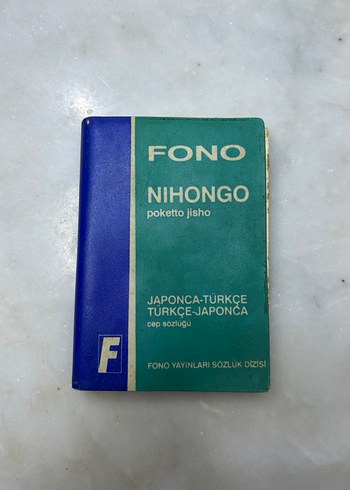 FONO
NIHONGO
poketto jisho
JAPONCA-TÜRKÇE
TÜRKÇE-JAPONCA
cep sözlüğü
F
FONO YAYINLARI SÖZLÜK DİZİSİ